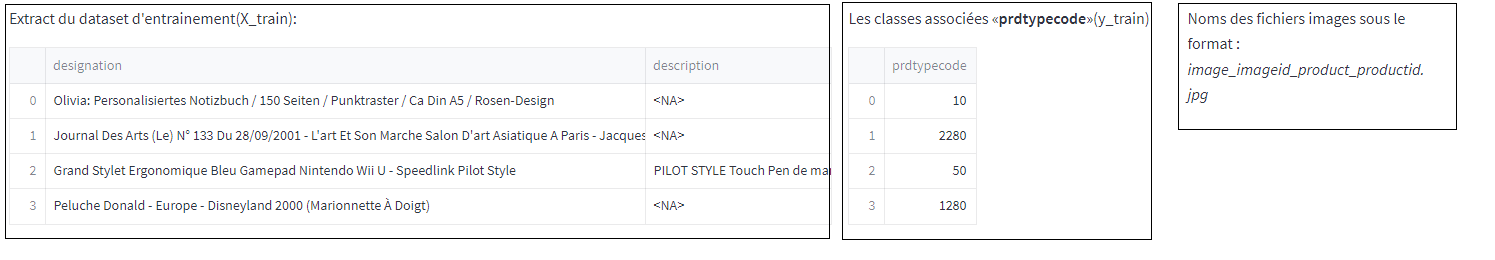 Extract du dataset d'entrainement(X_train):
designation description
0 Olivia: Personalisiertes Notizbuch / 150 Seiten / Punktraster / Ca Din A5 / Rosen-Design <NA>
1 Journal Des Arts (Le) N° 133 Du 28/09/2001 - L'art Et Son Marche Salon D'art Asiatique A Paris - Jacques <NA>
2 Grand Stylet Ergonomique Bleu Gamepad Nintendo Wii U - Speedlink Pilot Style PILOT STYLE Touch Pen de mar
3 Peluche Donald - Europe - Disneyland 2000 (Marionnette À Doigt) <NA>
Les classes associées «prdtypecode»(y_train)
prdtypecode
0 10
1 2280
2 50
3 1280
Noms des fichiers images sous le
format :
image_imageid_product_productid.
jpg